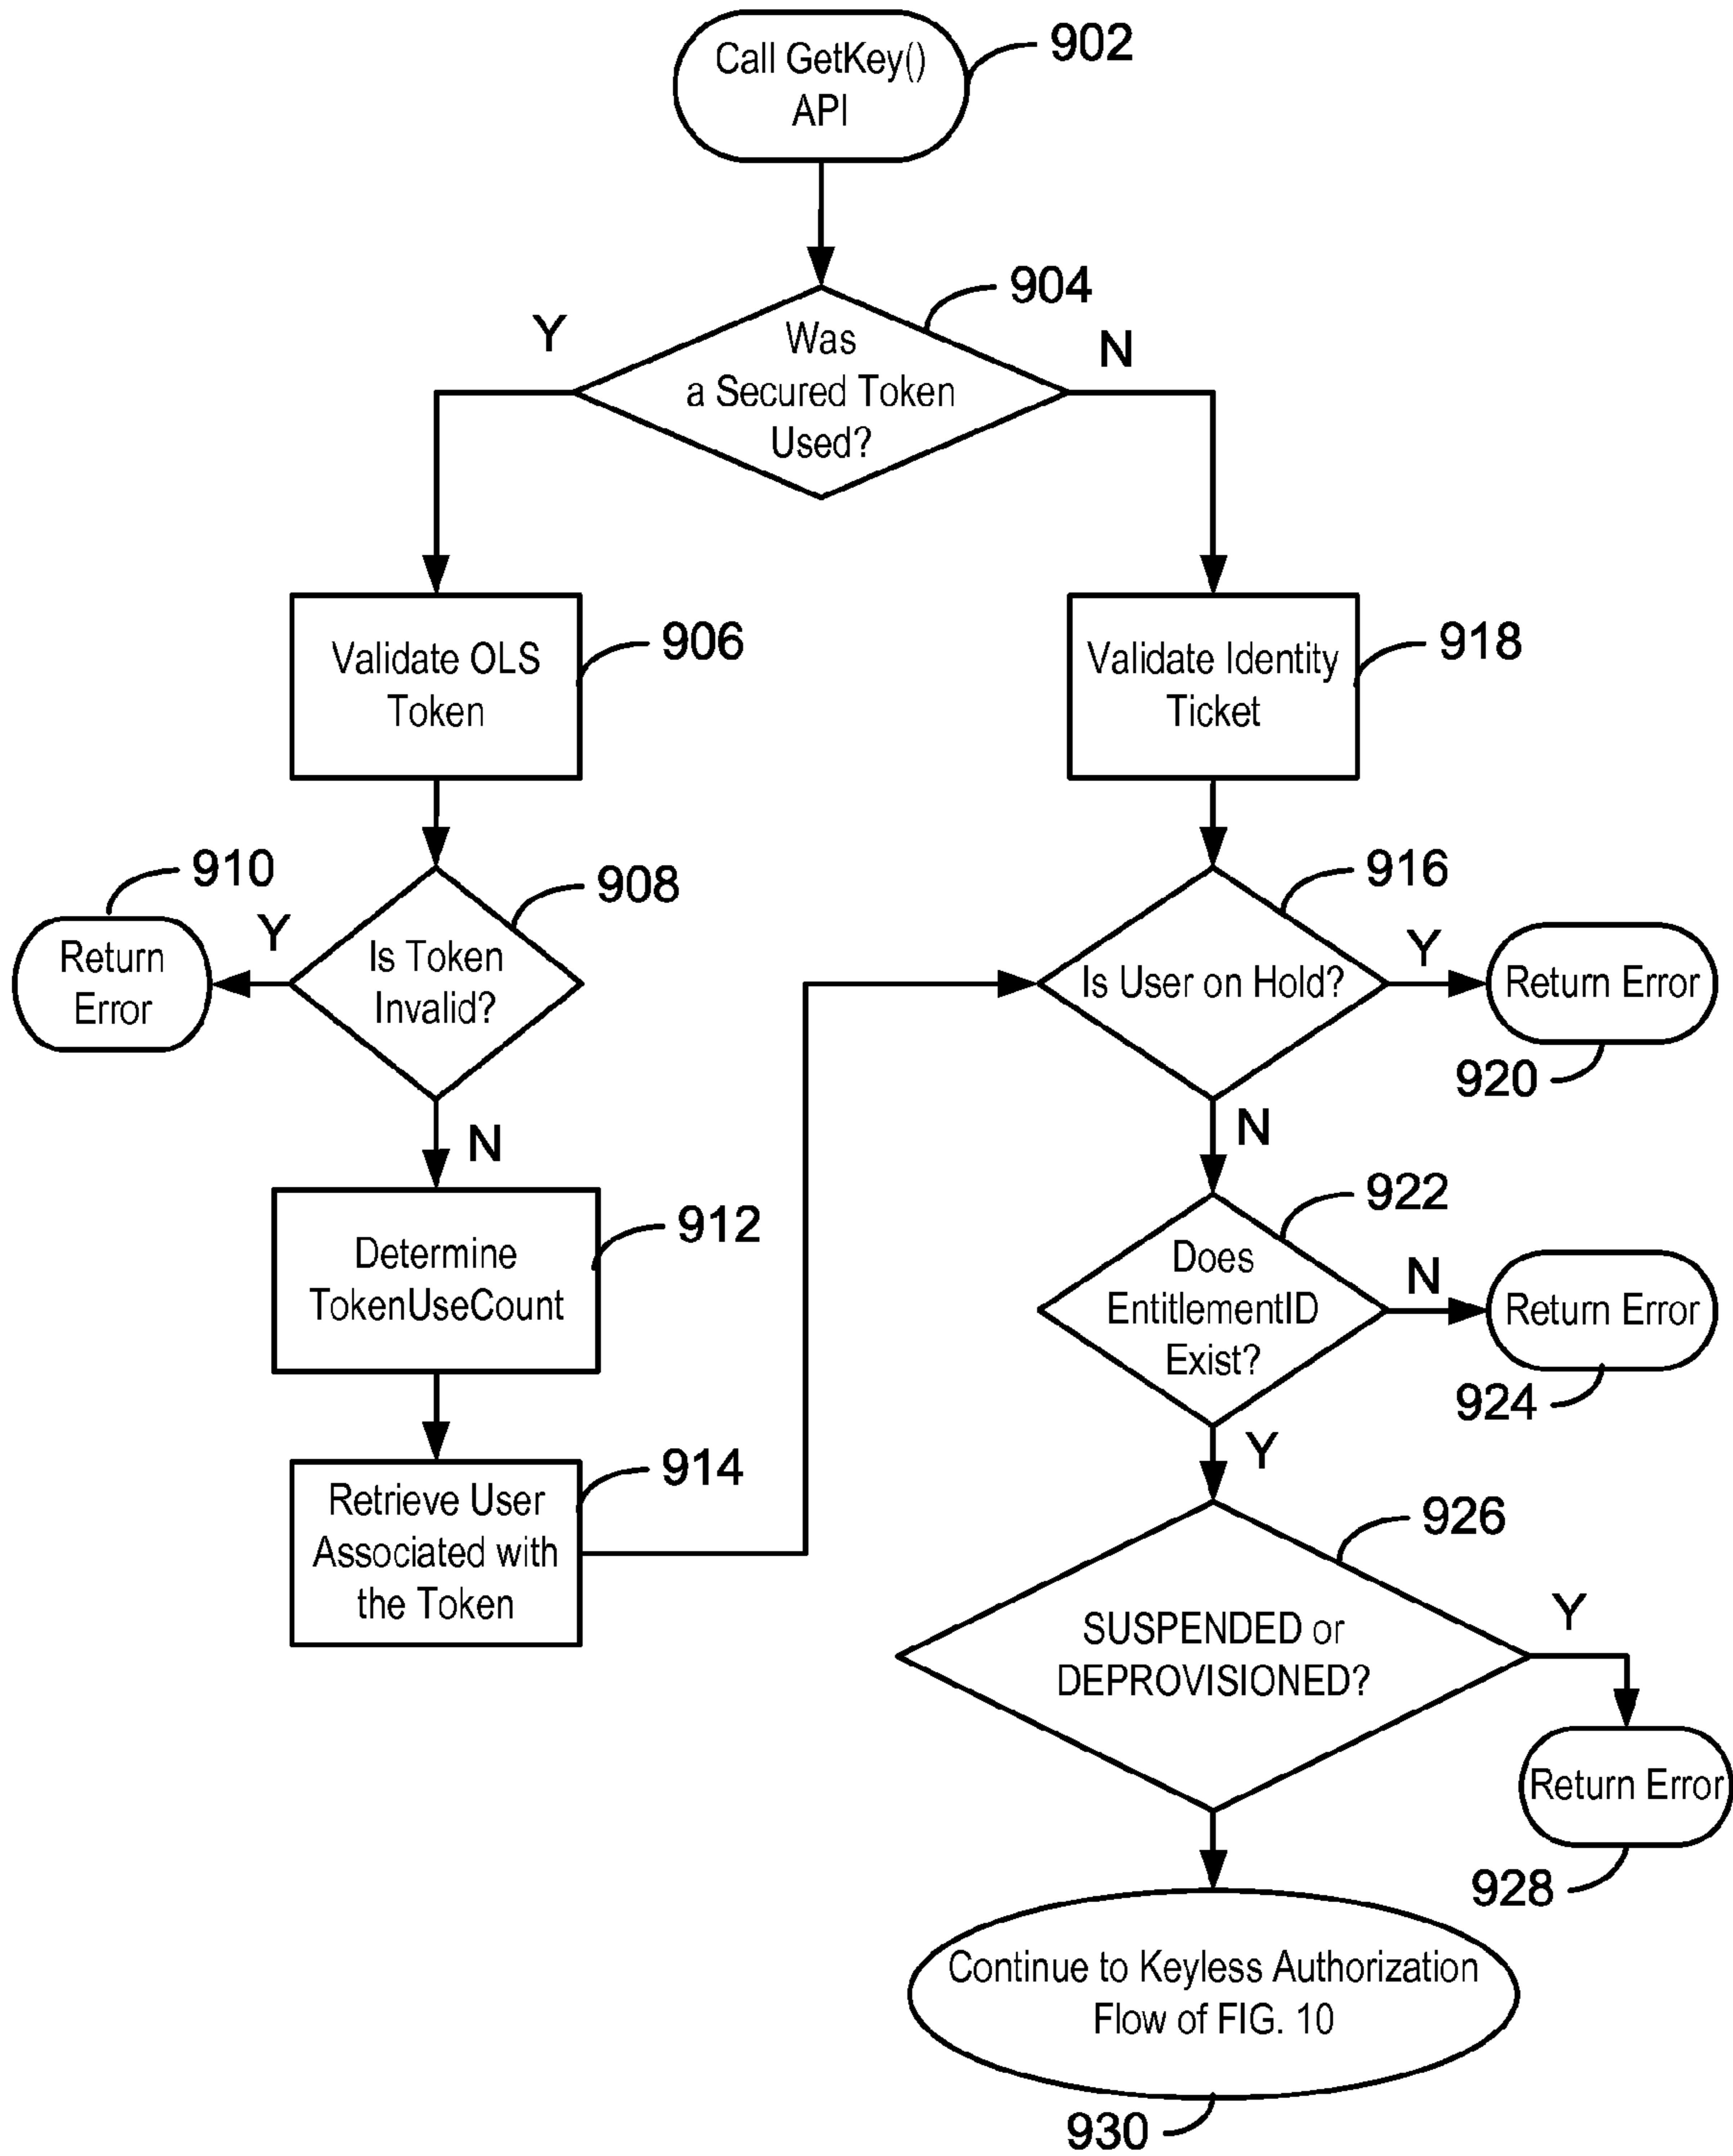 Call GetKey()
API
902
Was
a Secured Token
Used?
904
Y
N
Validate OLS
Token
906
Validate Identity
Ticket
918
Is Token
Invalid?
908
Y
Return
Error
910
N
Is User on Hold?
916
Y
Return Error
920
N
Determine
TokenUseCount
912
Does
EntitlementID
Exist?
922
N
Return Error
924
Y
Retrieve User
Associated with
the Token
914
SUSPENDED or
DEPROVISIONED?
926
Y
Return Error
928
Continue to Keyless Authorization
Flow of FIG. 10
930